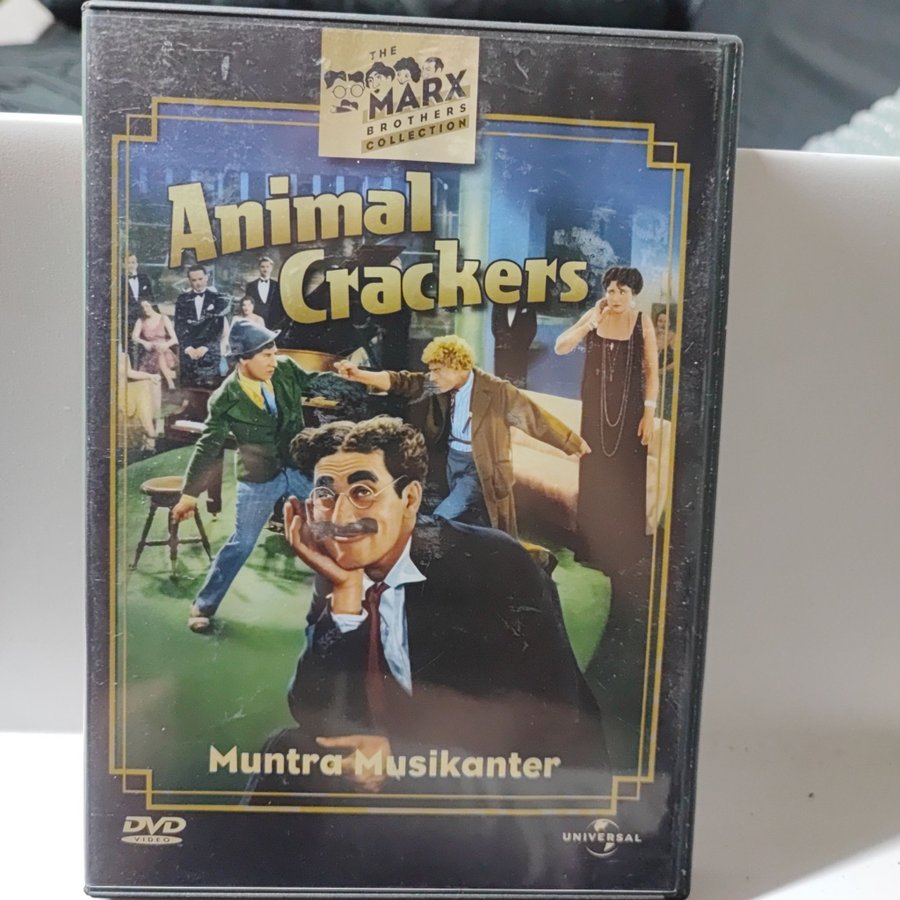 THE
MARX
BROTHERS
COLLECTION
Animal
Crackers
Muntra Musikanter
DVD
VIDEO
UNIVERSAL